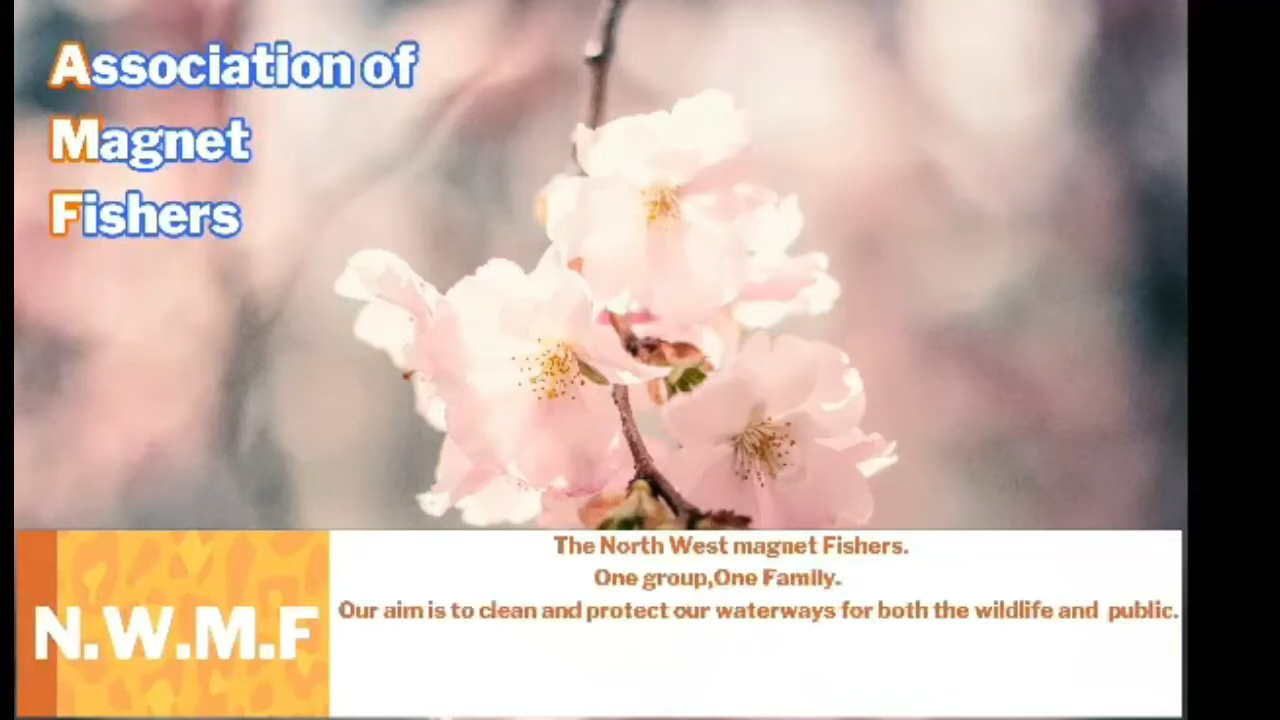 Association of
Magnet
Fishers
The North West magnet Fishers.
One group,One Family.
Our aim is to clean and protect our waterways for both the wildlife and public.
N.W.M.F